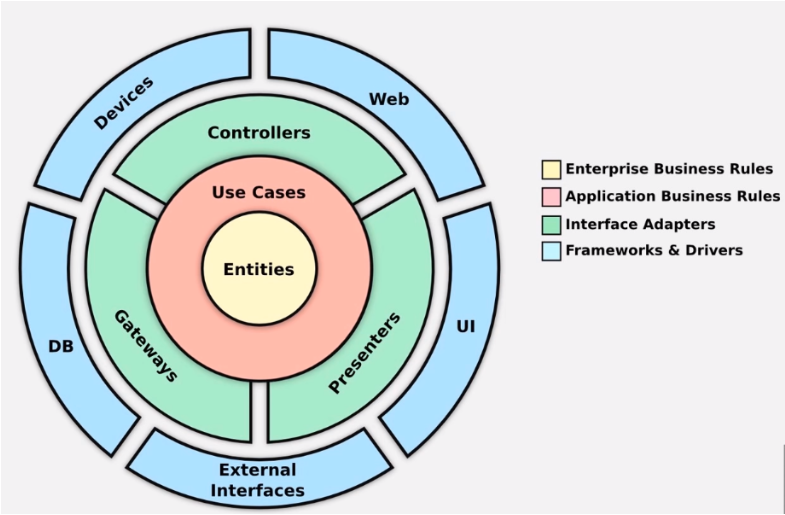 Devices
Web
Controllers
Use Cases
Entities
Gateways
Presenters
DB
UI
External
Interfaces
Enterprise Business Rules
Application Business Rules
Interface Adapters
Frameworks & Drivers